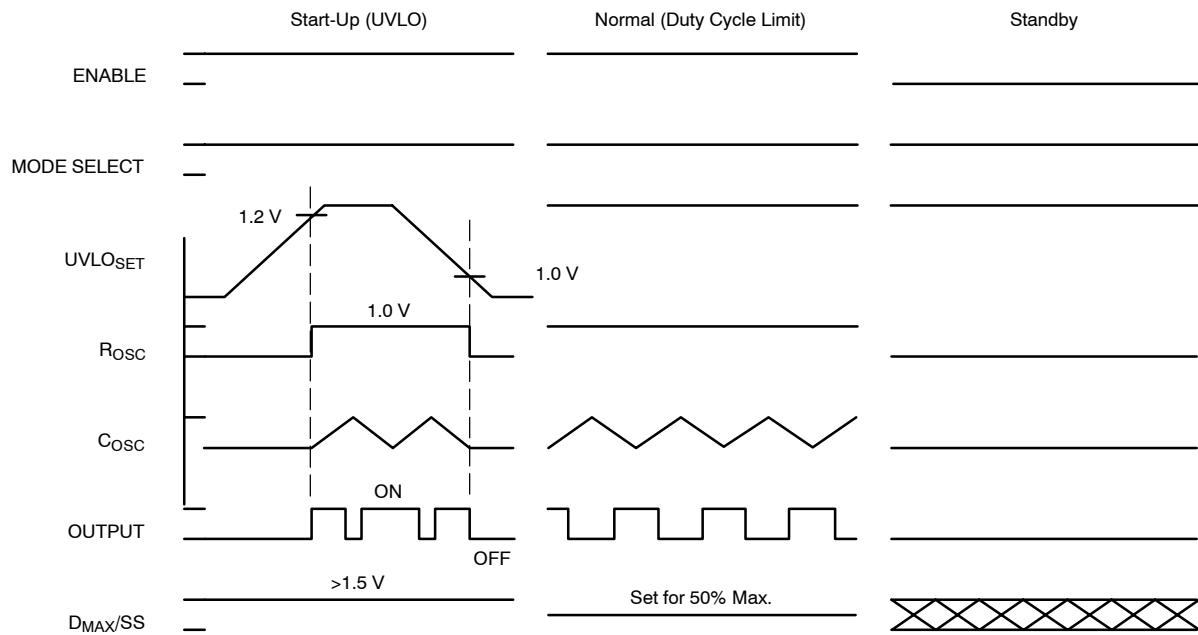 Start-Up (UVLO)
Normal (Duty Cycle Limit)
Standby
ENABLE
MODE SELECT
1.2 V
UVLOSET
1.0 V
1.0 V
ROSC
COSC
ON
OUTPUT
OFF
>1.5 V
Set for 50% Max.
DMAX/SS